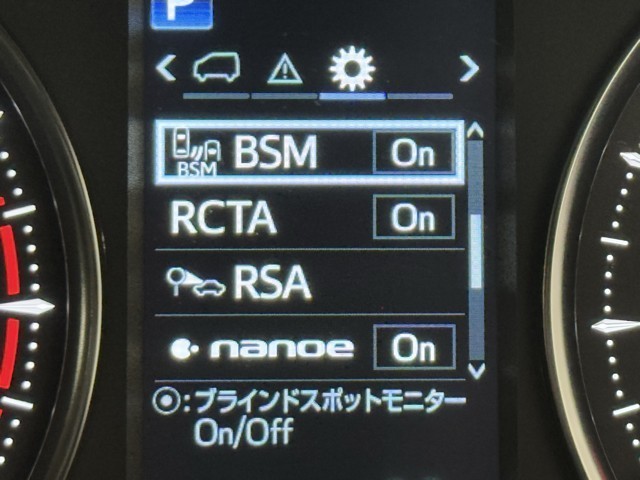 P
BSM BSM On
RCTA On
RSA
nanoe On
◎:ブラインドスポットモニター
On/Off